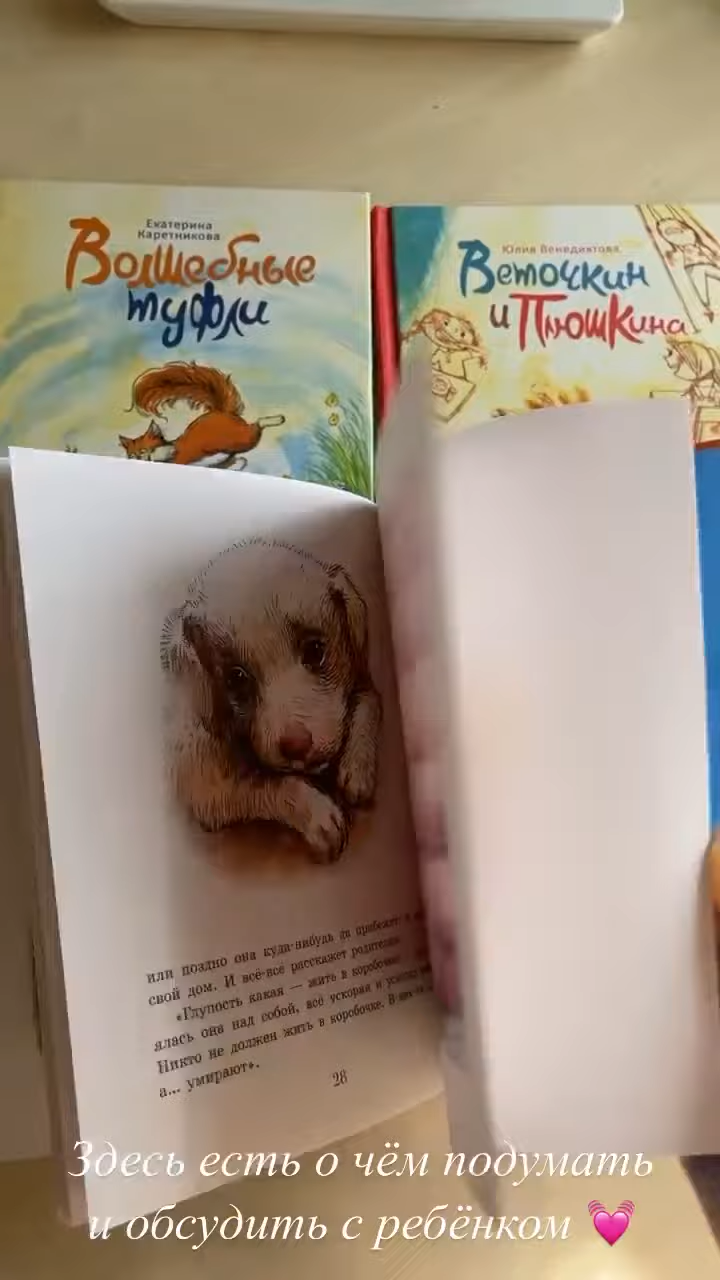 Екатерина
Каретникова
Волшебные
туфли
Юлия Венедиктова
Веточкин
и Плюшкина
или поздно она куда-нибудь да прибежит
свой дом. И всё-всё расскажет родителям
«Глупость какая — жить в коробочке
ялась она над собой, всё ускоряя и
Никто не должен жить в коробочке. В
а... умирают».
28
Здесь есть о чём подумать
и обсудить с ребёнком 💓